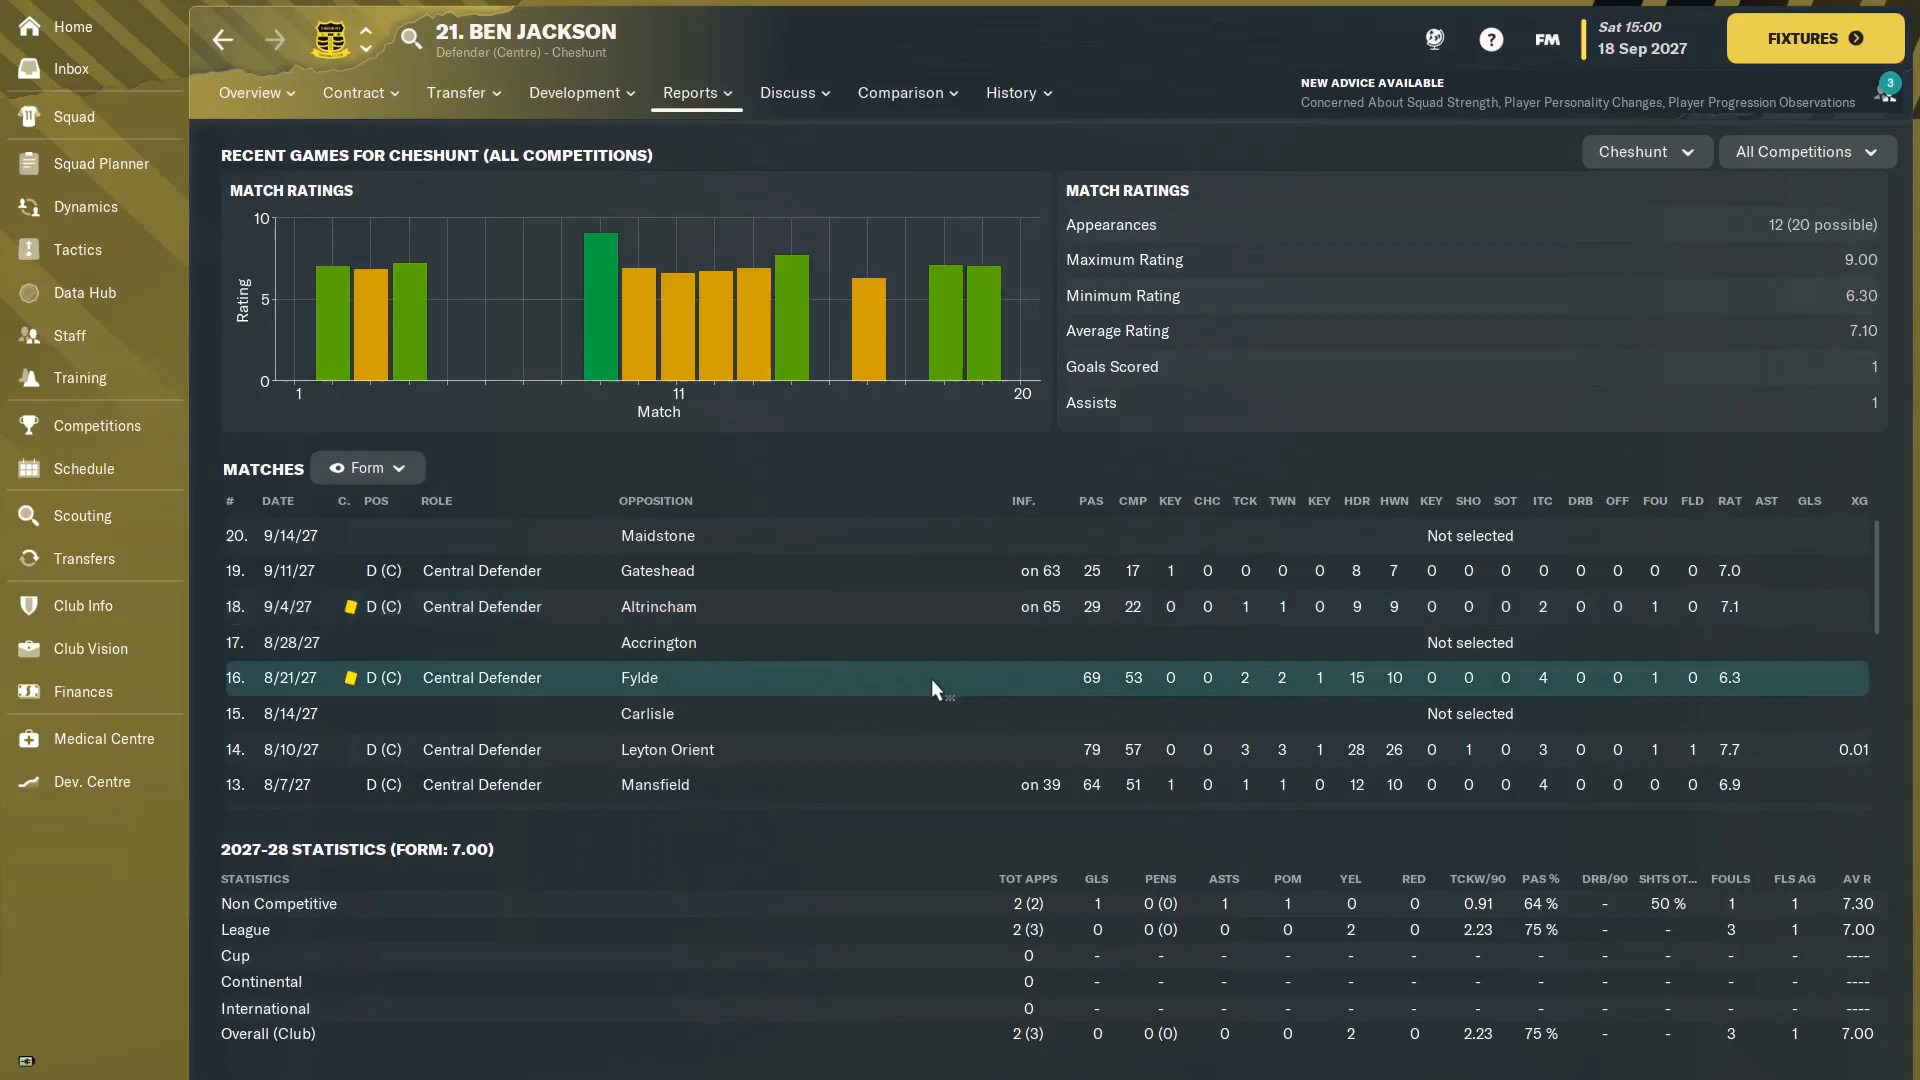 Home
Inbox
Squad
Squad Planner
Dynamics
Tactics
Data Hub
Staff
Training
Competitions
Schedule
Scouting
Transfers
Club Info
Club Vision
Finances
Medical Centre
Dev. Centre
21. BEN JACKSON
Defender (Centre) - Cheshunt
?
FM
Sat 15:00
18 Sep 2027
FIXTURES
Overview Contract Transfer Development Reports Discuss Comparison History
NEW ADVICE AVAILABLE
Concerned About Squad Strength, Player Personality Changes, Player Progression Observations
3
RECENT GAMES FOR CHESHUNT (ALL COMPETITIONS)
Cheshunt All Competitions
MATCH RATINGS
10
5
0
Rating
1 11 20
Match
MATCH RATINGS
Appearances 12 (20 possible)
Maximum Rating 9.00
Minimum Rating 6.30
Average Rating 7.10
Goals Scored 1
Assists 1
MATCHES Form
# DATE C. POS ROLE OPPOSITION INF. PAS CMP KEY CHC TCK TWN KEY HDR HWN KEY SHO SOT ITC DRB OFF FOU FLD RAT AST GLS XG
20. 9/14/27 Maidstone Not selected
19. 9/11/27 D (C) Central Defender Gateshead on 63 25 17 1 0 0 0 0 8 7 0 0 0 0 0 0 0 0 7.0
18. 9/4/27 D (C) Central Defender Altrincham on 65 29 22 0 0 1 1 0 9 9 0 0 0 2 0 0 1 0 7.1
17. 8/28/27 Accrington Not selected
16. 8/21/27 D (C) Central Defender Fylde 69 53 0 0 2 2 1 15 10 0 0 0 4 0 0 1 0 6.3
15. 8/14/27 Carlisle Not selected
14. 8/10/27 D (C) Central Defender Leyton Orient 79 57 0 0 3 3 1 28 26 0 1 0 3 0 0 1 1 7.7 0.01
13. 8/7/27 D (C) Central Defender Mansfield on 39 64 51 1 0 1 1 0 12 10 0 0 0 4 0 0 0 0 6.9
2027-28 STATISTICS (FORM: 7.00)
STATISTICS TOT APPS GLS PENS ASTS POM YEL RED TCKW/90 PAS % DRB/90 SHTS OT... FOULS FLS AG AV R
Non Competitive 2 (2) 1 0 (0) 1 1 0 0 0.91 64 % - 50 % 1 1 7.30
League 2 (3) 0 0 (0) 0 0 2 0 2.23 75 % - - 3 1 7.00
Cup 0 - - - - - - - - - - - - ----
Continental 0 - - - - - - - - - - - - ----
International 0 - - - - - - - - - - - - ----
Overall (Club) 2 (3) 0 0 (0) 0 0 2 0 2.23 75 % - - 3 1 7.00